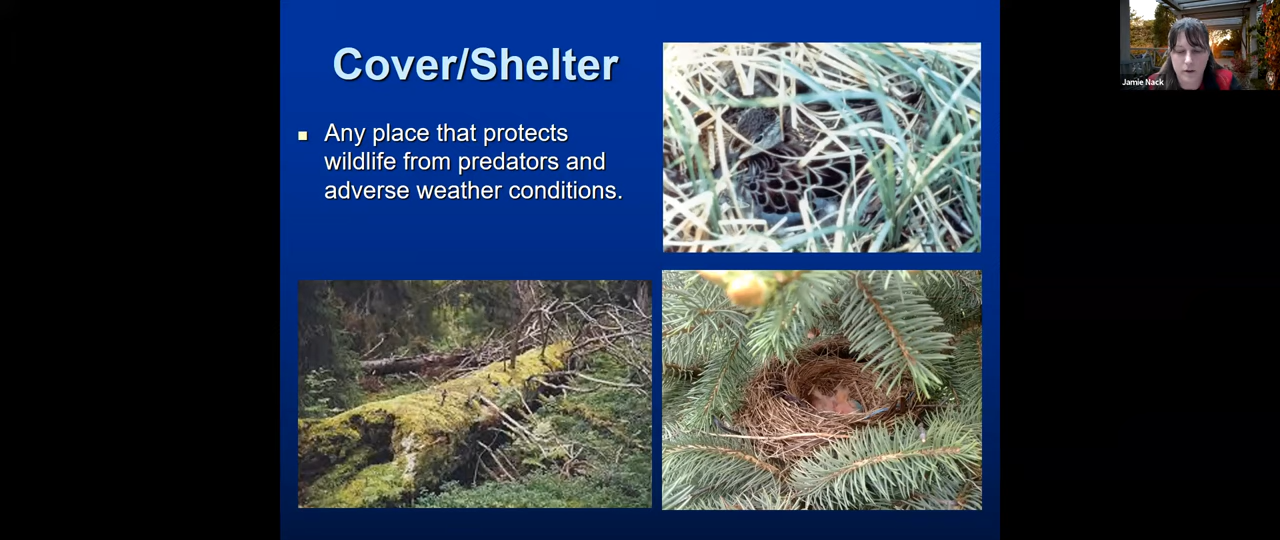 Cover/Shelter
Any place that protects
wildlife from predators and
adverse weather conditions.
Jamie Nack